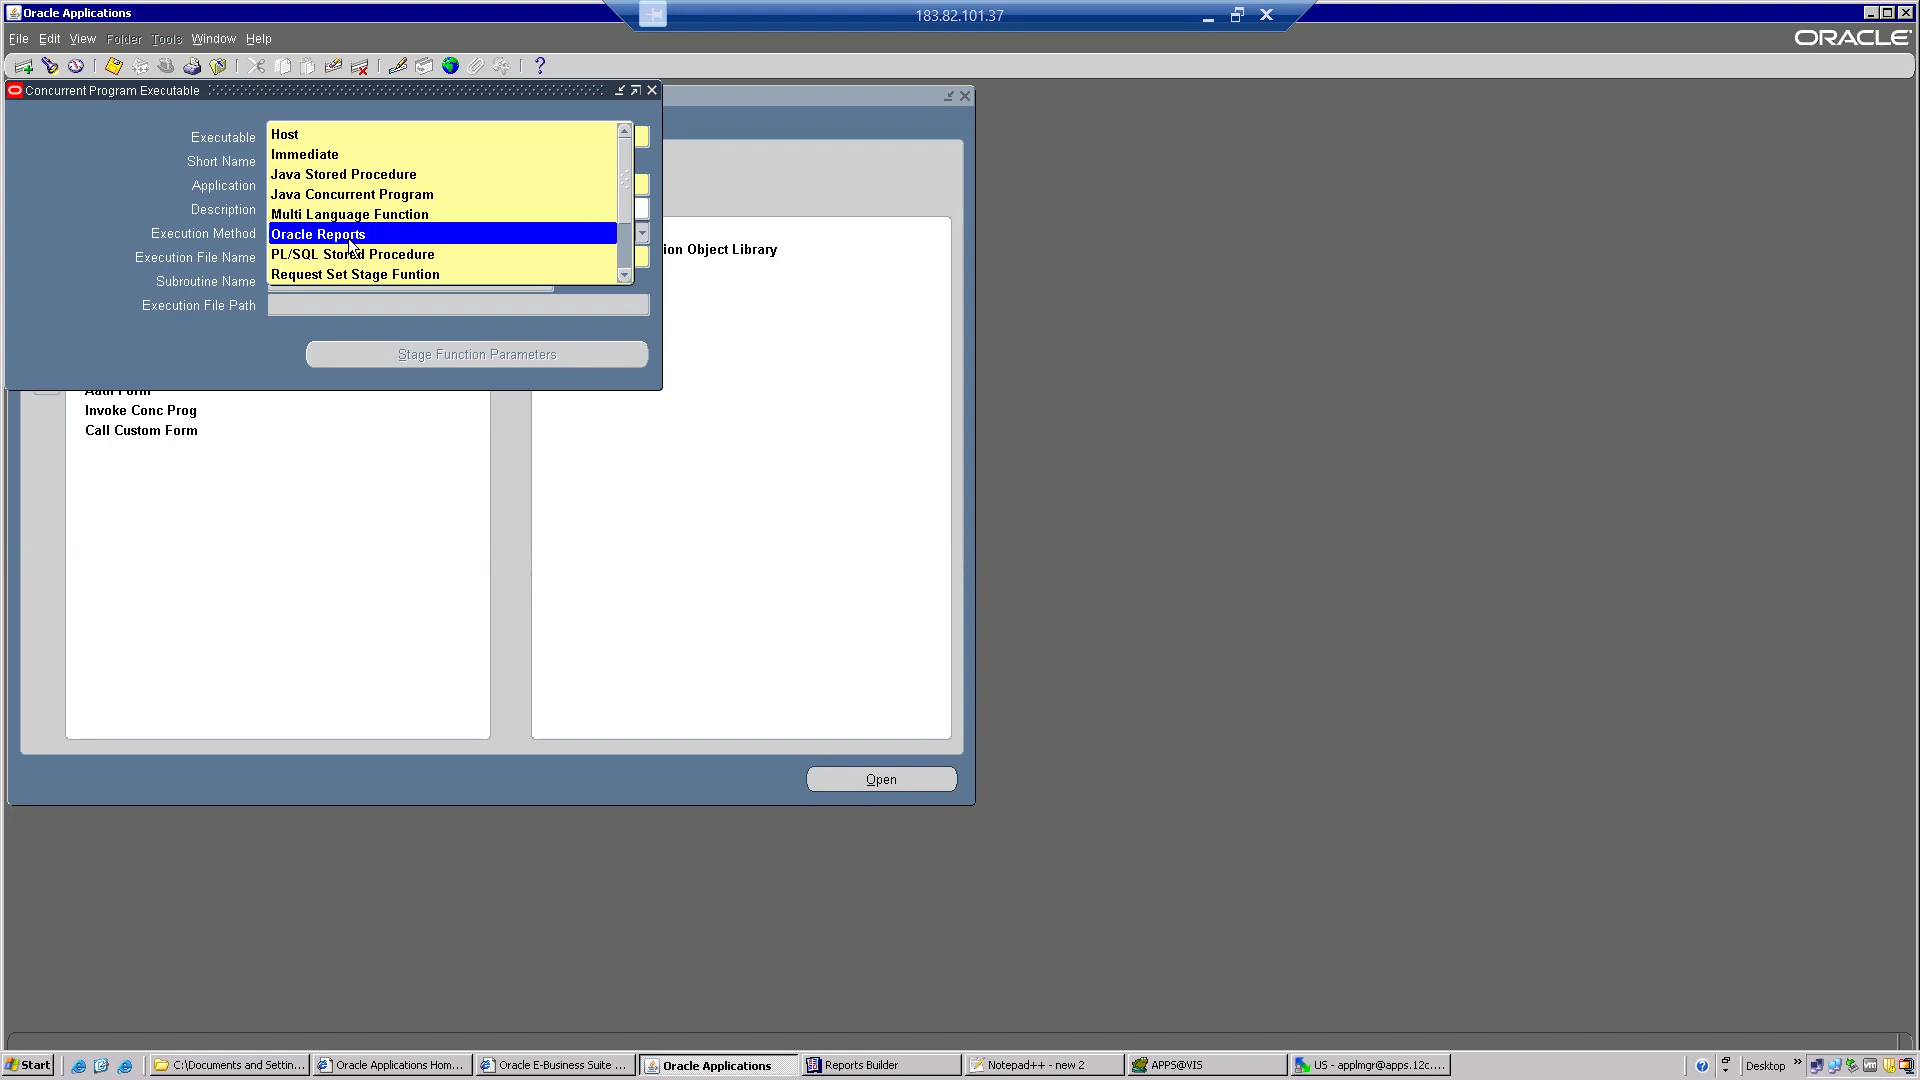 Oracle Applications
183.82.101.37
File Edit View Folder Tools Window Help
ORACLE
Concurrent Program Executable
Executable
Short Name
Application
Description
Execution Method
Execution File Name
Subroutine Name
Execution File Path
Host
Immediate
Java Stored Procedure
Java Concurrent Program
Multi Language Function
Oracle Reports
PL/SQL Stored Procedure
Request Set Stage Funtion
Stage Function Parameters
ion Object Library
Invoke Conc Prog
Call Custom Form
Open
Start
C:\Documents and Settin...
Oracle Applications Hom...
Oracle E-Business Suite ...
Oracle Applications
Reports Builder
Notepad++ - new 2
APPS@VIS
US - applmgr@apps.12c....
Desktop